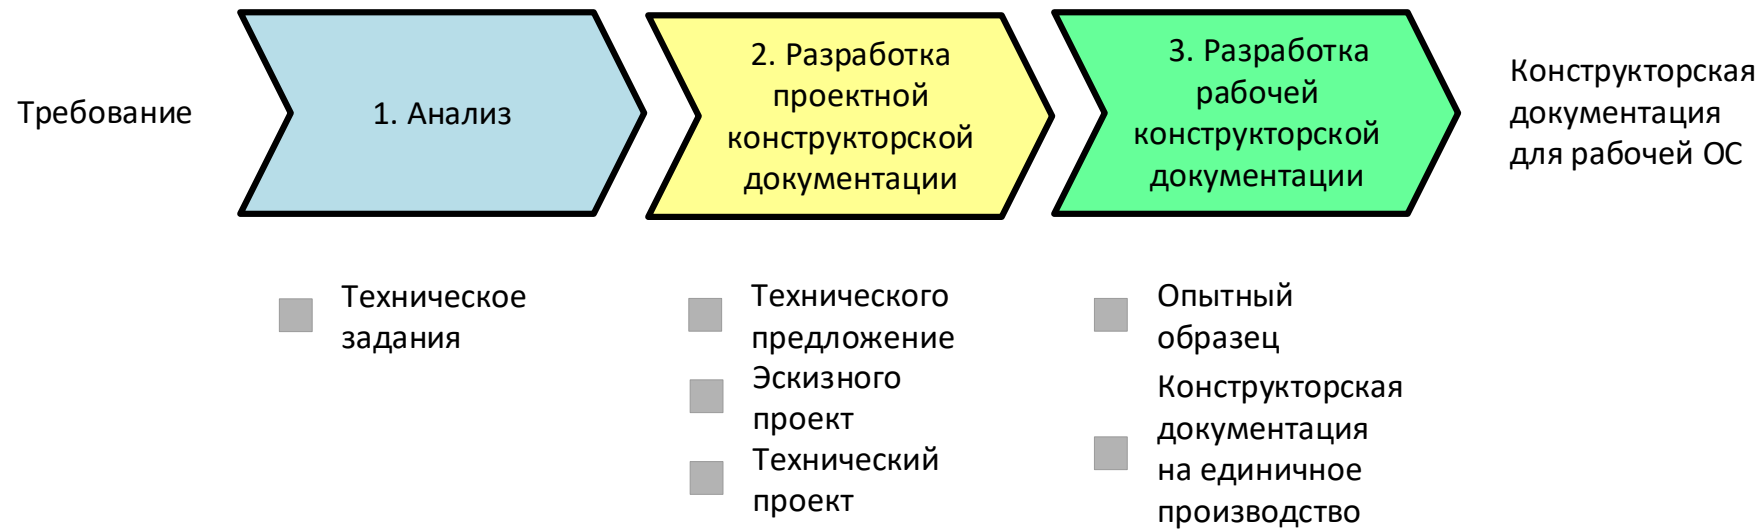 Требование
1. Анализ
2. Разработка
проектной
конструкторской
документации
3. Разработка
рабочей
конструкторской
документации
Конструкторская
документация
для рабочей ОС
Техническое
задания
Технического
предложение
Эскизного
проект
Технический
проект
Опытный
образец
Конструкторская
документация
на единичное
производство